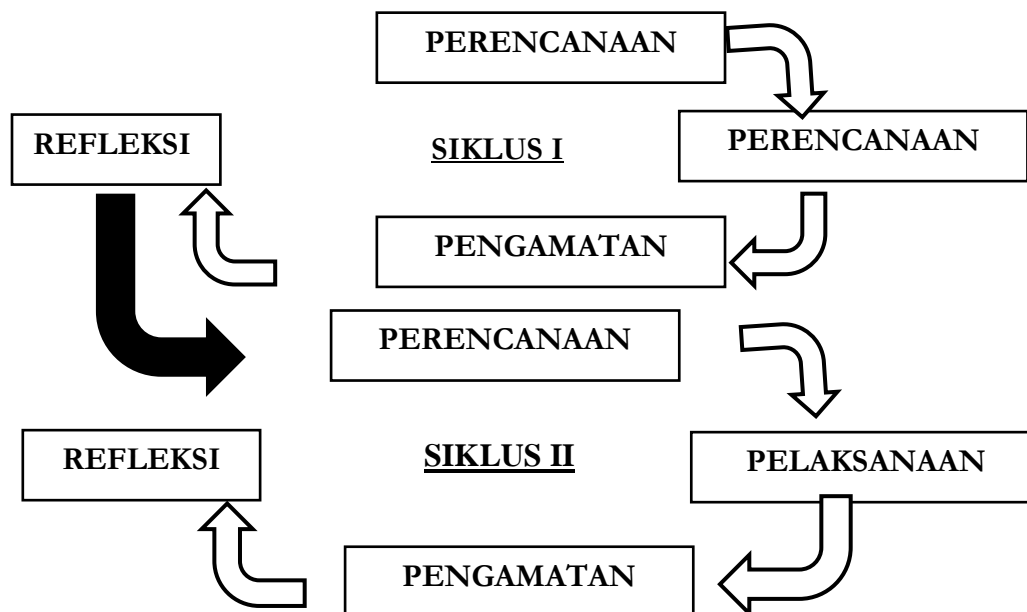 PERENCANAAN
REFLEKSI
SIKLUS I
PERENCANAAN
PENGAMATAN
PERENCANAAN
REFLEKSI
SIKLUS II
PELAKSANAAN
PENGAMATAN